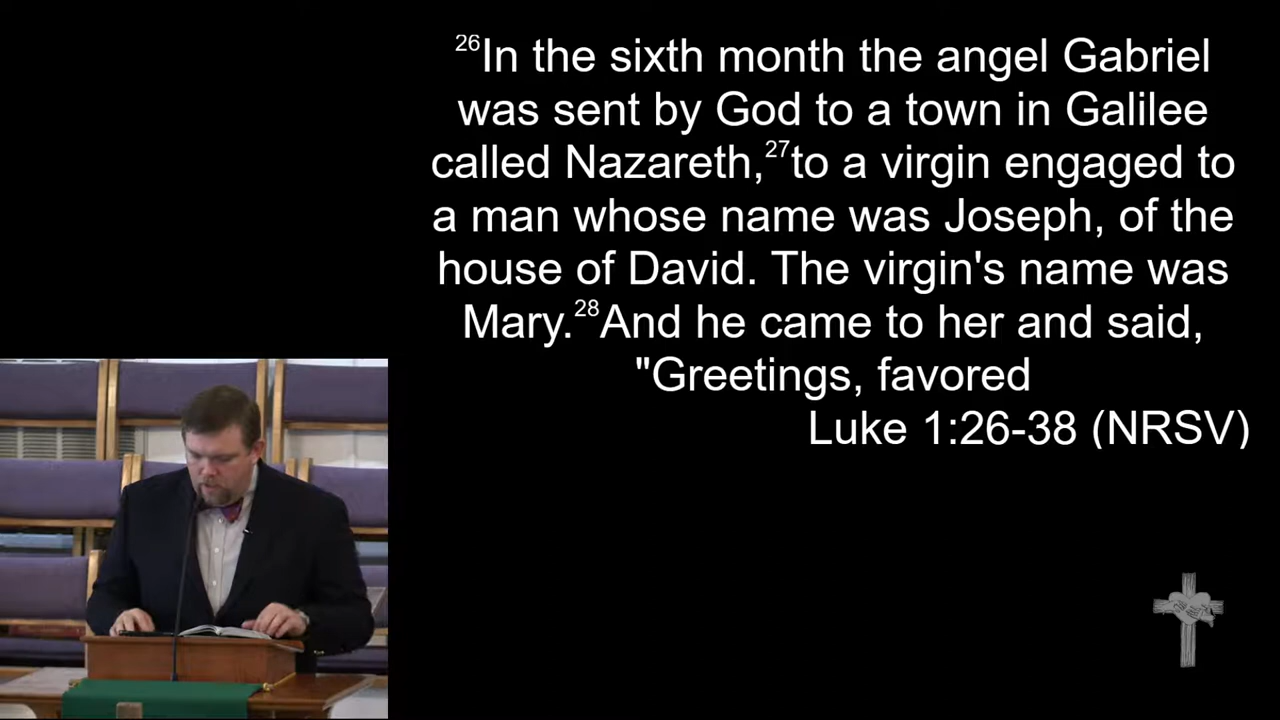 26In the sixth month the angel Gabriel
was sent by God to a town in Galilee
called Nazareth,27to a virgin engaged to
a man whose name was Joseph, of the
house of David. The virgin's name was
Mary.28And he came to her and said,
"Greetings, favored
Luke 1:26-38 (NRSV)